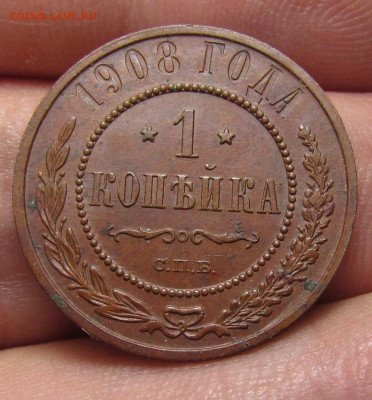 COINS.LAVE.RU
1908 ГОДА
1
КОПѢЙКА
С.П.Б.